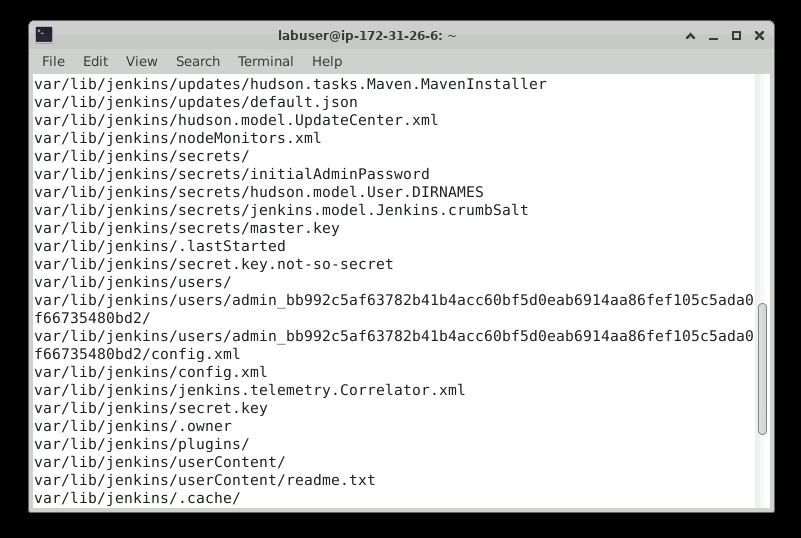 labuser@ip-172-31-26-6: ~
File Edit View Search Terminal Help
var/lib/jenkins/updates/hudson.tasks.Maven.MavenInstaller
var/lib/jenkins/updates/default.json
var/lib/jenkins/hudson.model.UpdateCenter.xml
var/lib/jenkins/nodeMonitors.xml
var/lib/jenkins/secrets/
var/lib/jenkins/secrets/initialAdminPassword
var/lib/jenkins/secrets/hudson.model.User.DIRNAMES
var/lib/jenkins/secrets/jenkins.model.Jenkins.crumbSalt
var/lib/jenkins/secrets/master.key
var/lib/jenkins/.lastStarted
var/lib/jenkins/secret.key.not-so-secret
var/lib/jenkins/users/
var/lib/jenkins/users/admin_bb992c5af63782b41b4acc60bf5d0eab6914aa86fef105c5ada0
f66735480bd2/
var/lib/jenkins/users/admin_bb992c5af63782b41b4acc60bf5d0eab6914aa86fef105c5ada0
f66735480bd2/config.xml
var/lib/jenkins/config.xml
var/lib/jenkins/jenkins.telemetry.Correlator.xml
var/lib/jenkins/secret.key
var/lib/jenkins/.owner
var/lib/jenkins/plugins/
var/lib/jenkins/userContent/
var/lib/jenkins/userContent/readme.txt
var/lib/jenkins/.cache/